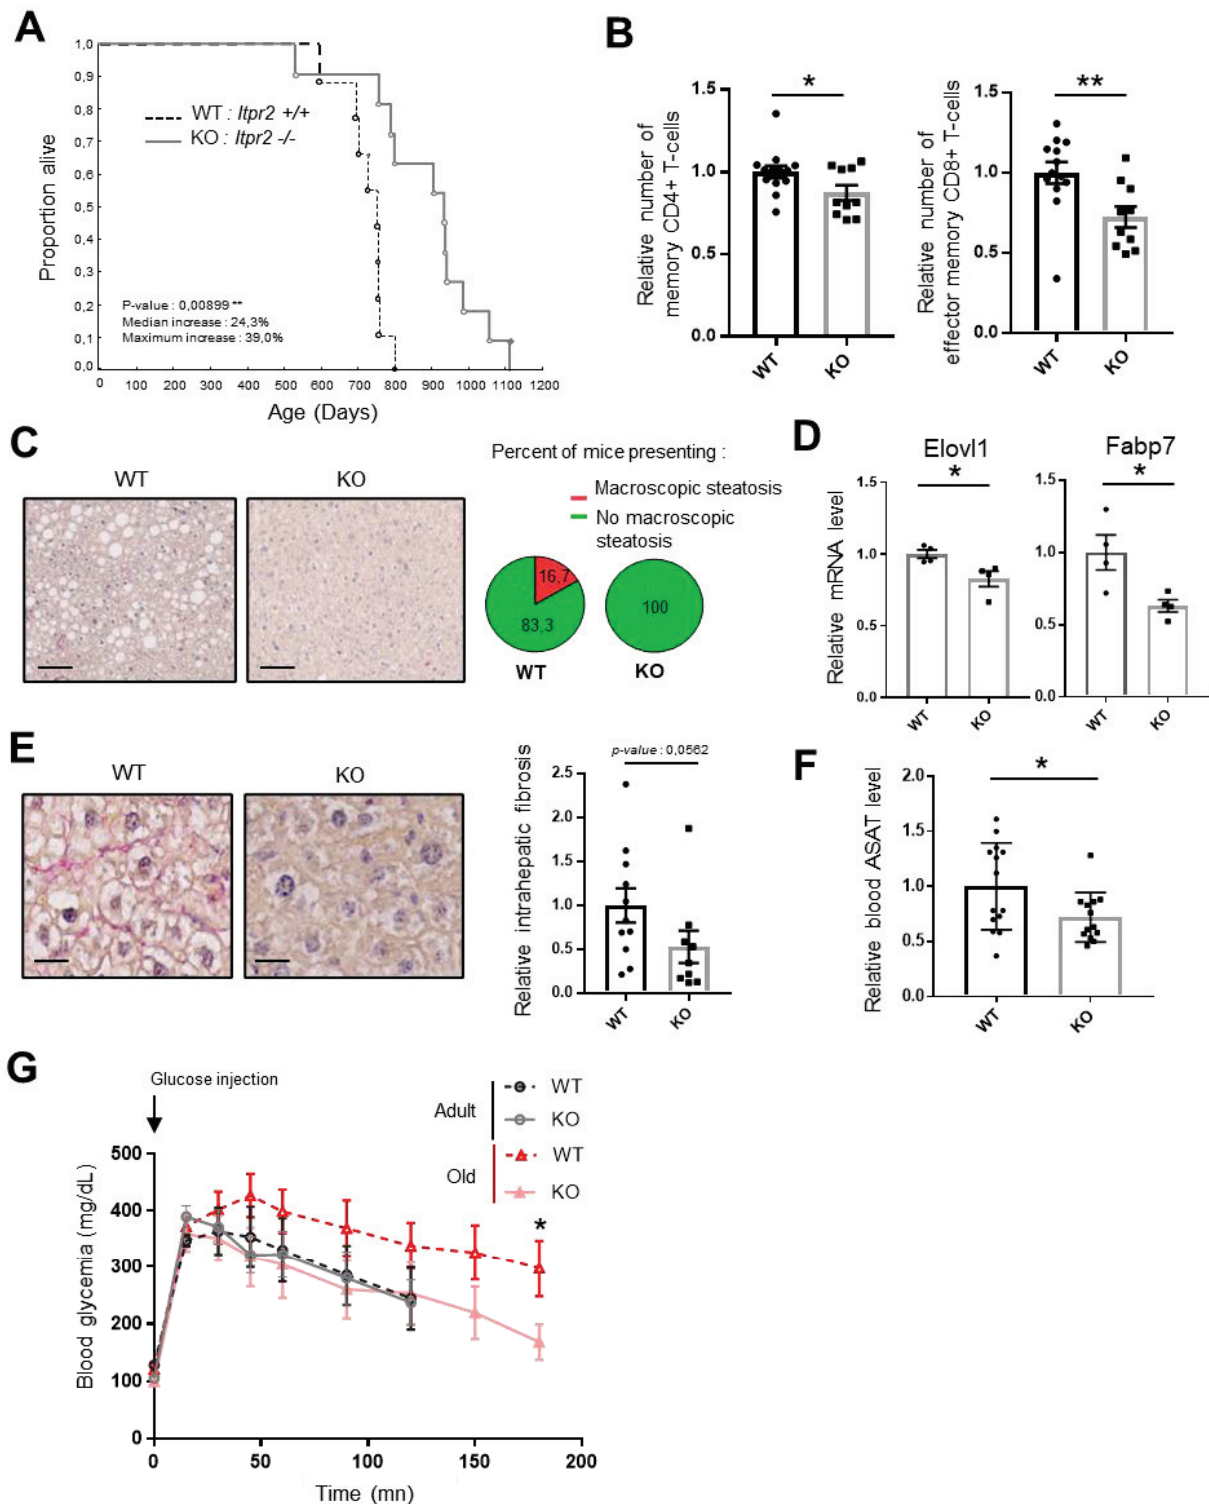 A
1,0
0,9
0,8
0,7
0,6
0,5
0,4
0,3
0,2
0,1
0,0
Proportion alive
WT : Itpr2 +/+
KO : Itpr2 -/-
P-value : 0,00899 **
Median increase : 24,3%
Maximum increase : 39,0%
0 100 200 300 400 500 600 700 800 900 1000 1100 1200
Age (Days)
B
Relative number of
memory CD4+ T-cells
1.5
1.0
0.5
0.0
*
WT KO
Relative number of
effector memory CD8+ T-cells
1.5
1.0
0.5
0.0
**
WT KO
C
WT KO
Percent of mice presenting :
Macroscopic steatosis
No macroscopic
steatosis
16,7
83,3
100
WT KO
D
Relative mRNA level
Elovl1
*
1.5
1.0
0.5
0.0
WT KO
Fabp7
*
1.5
1.0
0.5
0.0
WT KO
E
WT KO
Relative intrahepatic fibrosis
p-value : 0,0562
2.5
2.0
1.5
1.0
0.5
0.0
WT KO
F
Relative blood ASAT level
*
2.0
1.5
1.0
0.5
0.0
WT KO
G
Glucose injection
Adult
WT
KO
Old
WT
KO
Blood glycemia (mg/dL)
500
400
300
200
100
0
*
0 50 100 150 200
Time (mn)